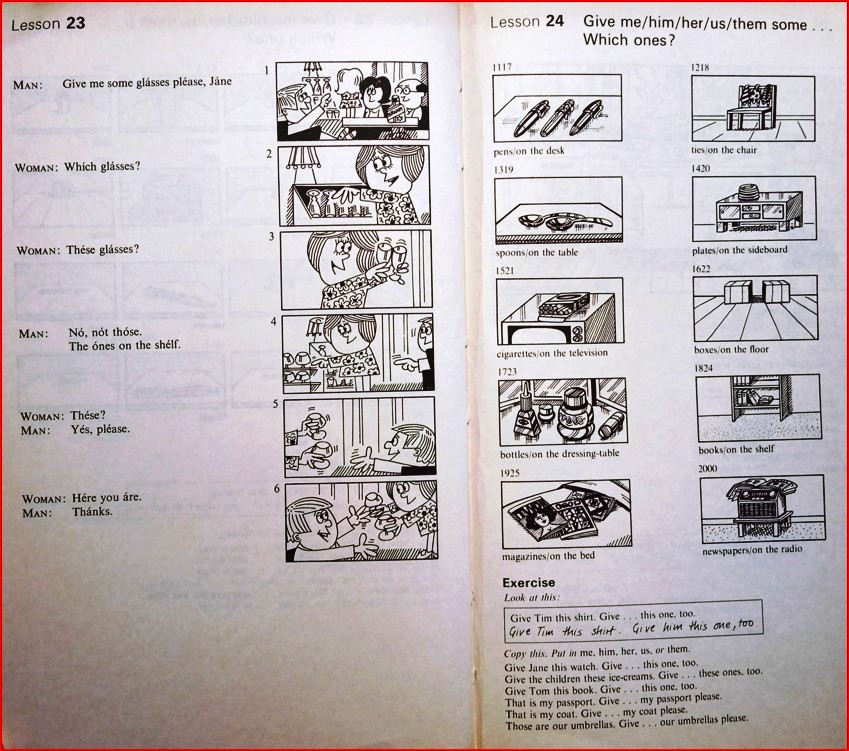 Lesson 23
MAN: Give me some glásses pléase, Jáne
1
WOMAN: Which glásses?
2
WOMAN: Thése glásses?
3
MAN: Nó, nót thóse.
The ónes on the shélf.
4
WOMAN: Thése?
MAN: Yés, pléase.
5
WOMAN: Hére you áre.
MAN: Thánks.
6
Lesson 24 Give me/him/her/us/them some . . .
Which ones?
1117
pens/on the desk
1218
ties/on the chair
1319
spoons/on the table
1420
plates/on the sideboard
1521
cigarettes/on the television
1622
boxes/on the floor
1723
bottles/on the dressing-table
1824
books/on the shelf
1925
magazines/on the bed
2000
newspapers/on the radio
Exercise
Look at this:
Give Tim this shirt. Give . . . this one, too.
Give Tim this shirt. Give him this one, too
Copy this. Put in me, him, her, us, or them.
Give Jane this watch. Give . . . this one, too.
Give the children these ice-creams. Give . . . these ones, too.
Give Tom this book. Give . . . this one, too.
That is my passport. Give . . . my passport please.
That is my coat. Give . . . my coat please.
Those are our umbrellas. Give . . . our umbrellas please.